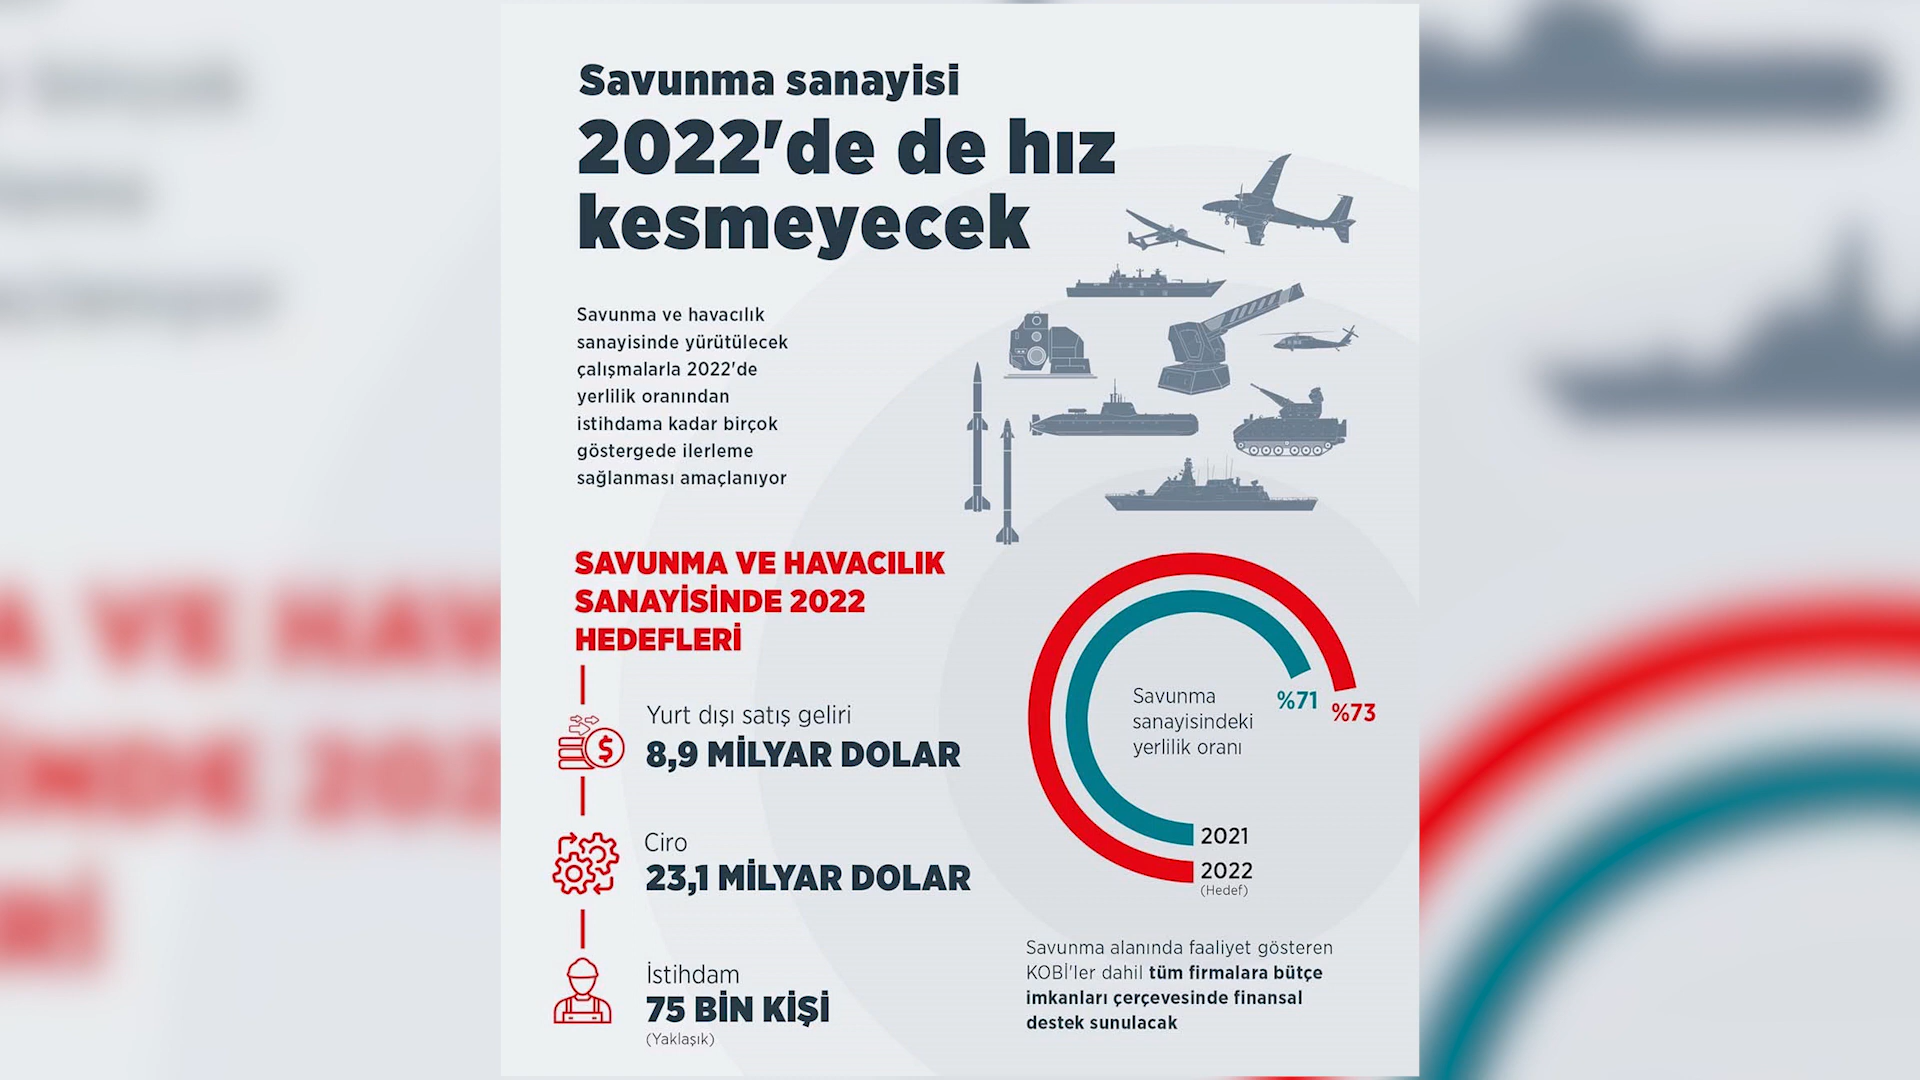 Savunma sanayisi
2022'de de hız
kesmeyecek
Savunma ve havacılık
sanayisinde yürütülecek
çalışmalarla 2022'de
yerlilik oranından
istihdama kadar birçok
göstergede ilerleme
sağlanması amaçlanıyor
SAVUNMA VE HAVACILIK
SANAYİSİNDE 2022
HEDEFLERİ
Yurt dışı satış geliri
8,9 MİLYAR DOLAR
Ciro
23,1 MİLYAR DOLAR
İstihdam
75 BİN KİŞİ
(Yaklaşık)
Savunma
sanayisindeki
yerlilik oranı
%71
%73
2021
2022
(Hedef)
Savunma alanında faaliyet gösteren
KOBİ'ler dahil tüm firmalara bütçe
imkanları çerçevesinde finansal
destek sunulacak